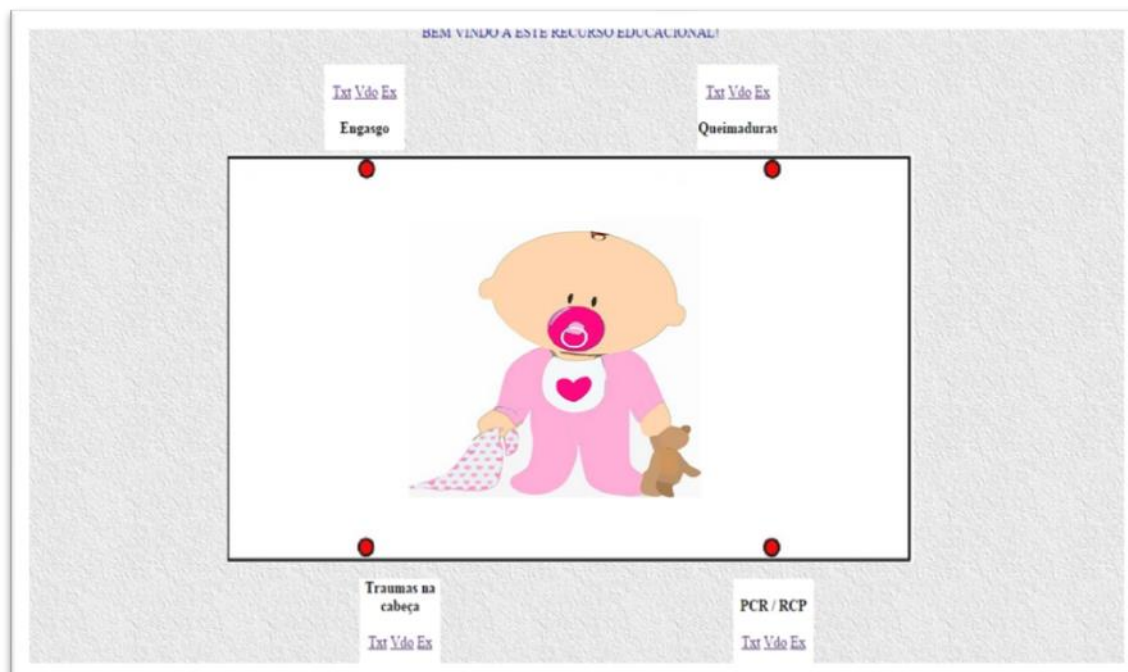 BEM VINDO A ESTE RECURSO EDUCACIONAL!
Txt Vdo Ex
Engasgo
Txt Vdo Ex
Queimaduras
Traumas na
cabeça
Txt Vdo Ex
PCR / RCP
Txt Vdo Ex